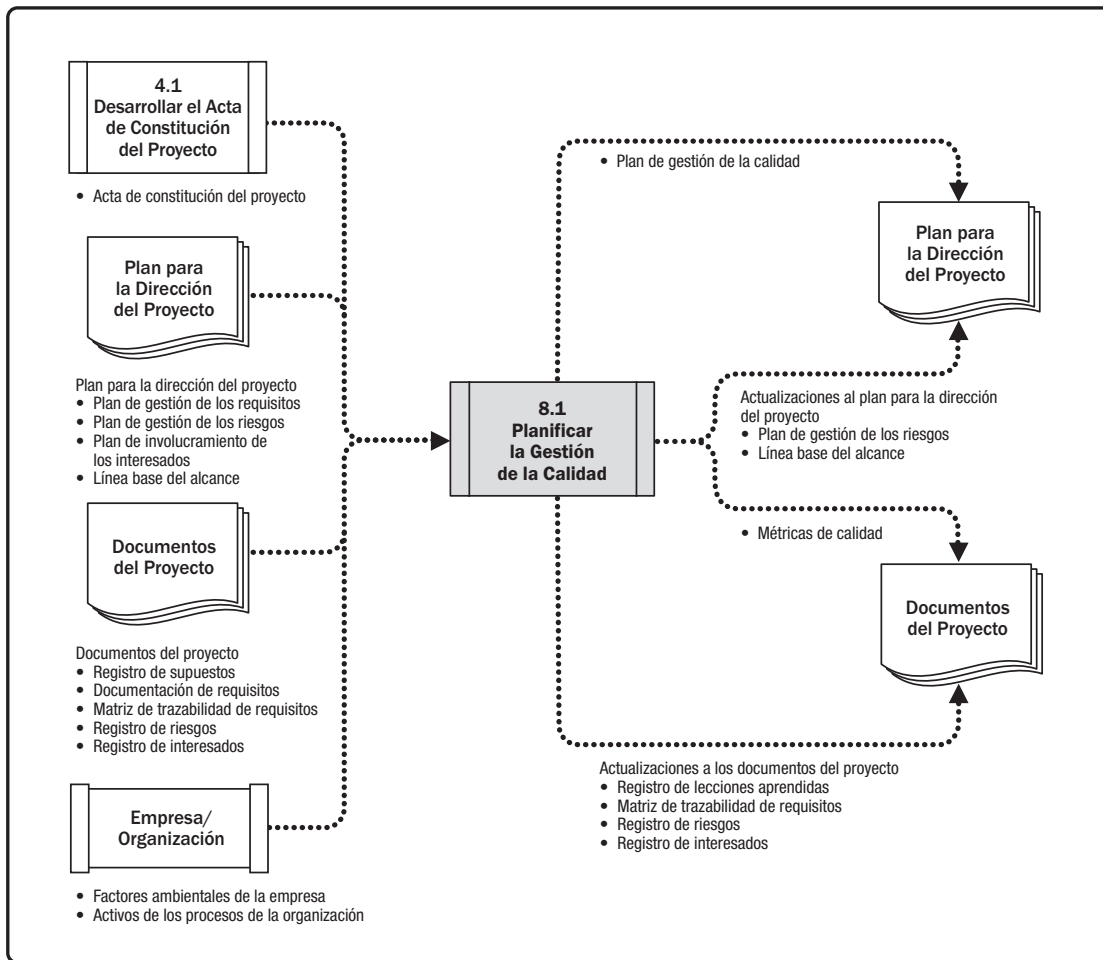 4.1
Desarrollar el Acta
de Constitución
del Proyecto
• Acta de constitución del proyecto
Plan para
la Dirección
del Proyecto
Plan para la dirección del proyecto
• Plan de gestión de los requisitos
• Plan de gestión de los riesgos
• Plan de involucramiento de
los interesados
• Línea base del alcance
Documentos
del Proyecto
Documentos del proyecto
• Registro de supuestos
• Documentación de requisitos
• Matriz de trazabilidad de requisitos
• Registro de riesgos
• Registro de interesados
Empresa/
Organización
• Factores ambientales de la empresa
• Activos de los procesos de la organización
8.1
Planificar
la Gestión
de la Calidad
• Plan de gestión de la calidad
Plan para
la Dirección
del Proyecto
Actualizaciones al plan para la dirección
del proyecto
• Plan de gestión de los riesgos
• Línea base del alcance
• Métricas de calidad
Documentos
del Proyecto
Actualizaciones a los documentos del proyecto
• Registro de lecciones aprendidas
• Matriz de trazabilidad de requisitos
• Registro de riesgos
• Registro de interesados